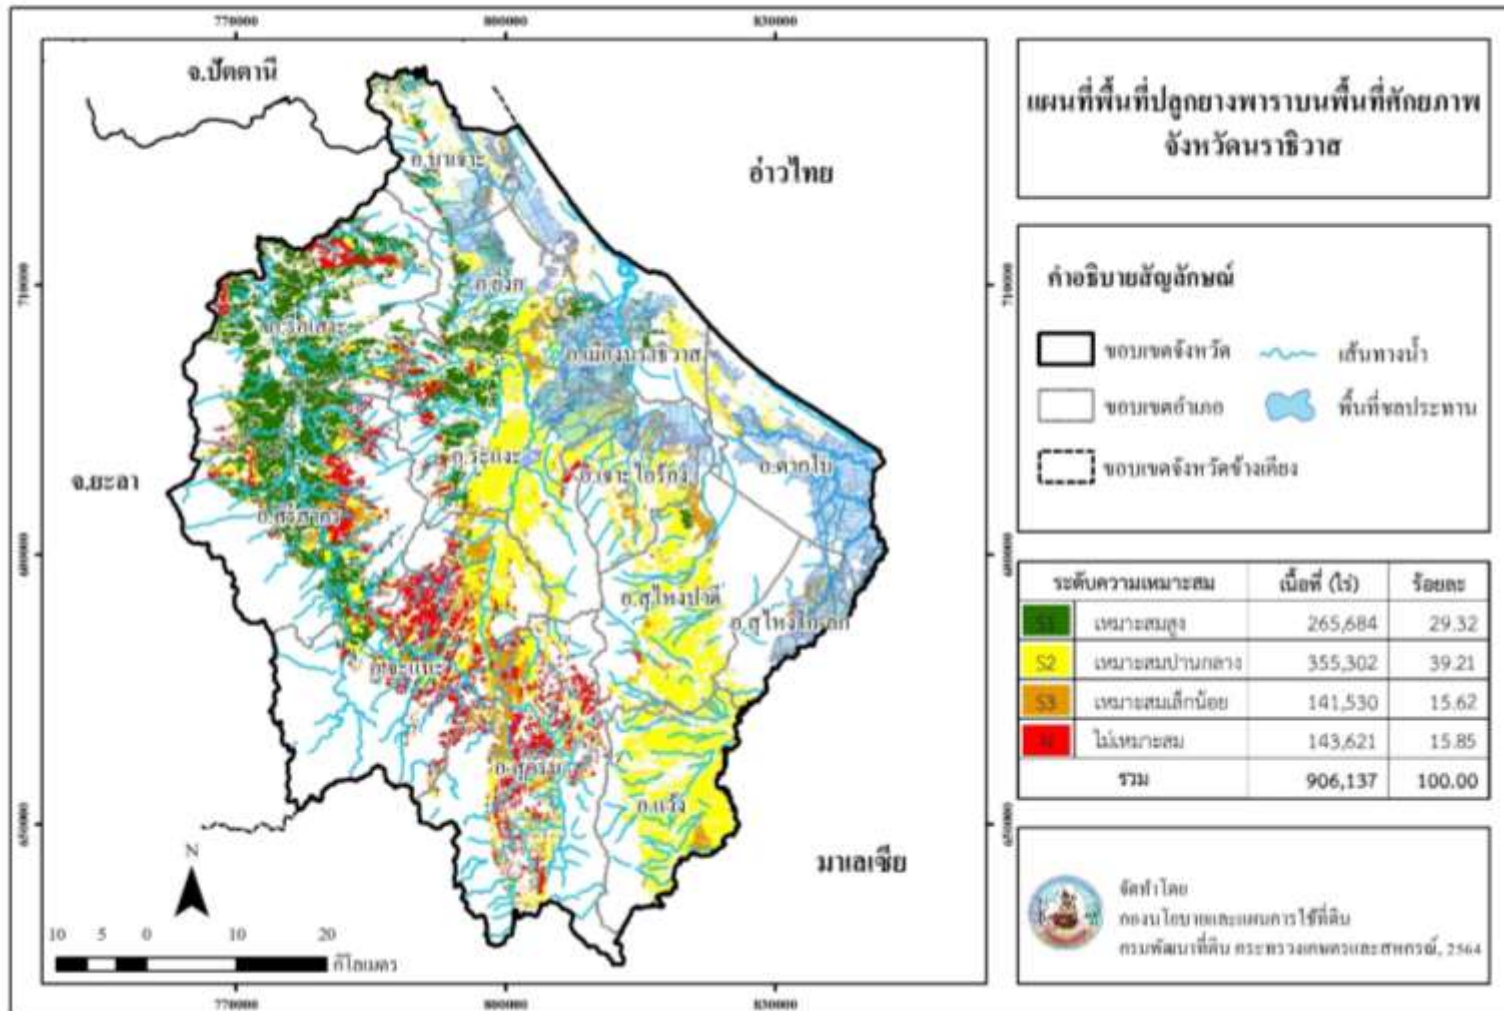 770000 800000 830000
จ.ปัตตานี
อ่าวไทย
อ.บาเจาะ
อ.ยี่งอ
อ.รือเสาะ
อ.เมืองนราธิวาส
อ.ระแงะ
อ.เจาะไอร้อง
อ.ตากใบ
จ.ยะลา
อ.ศรีสาคร
อ.สุไหงปาดี
อ.สุไหงโก-ลก
อ.จะแนะ
อ.สุคิริน
อ.แว้ง
มาเลเซีย
710000 710000
680000 680000
650000 650000
N
10 5 0 10 20
กิโลเมตร
770000 800000 830000
แผนที่พื้นที่ปลูกยางพาราบนพื้นที่ศักยภาพ
จังหวัดนราธิวาส
คำอธิบายสัญลักษณ์
ขอบเขตจังหวัด เส้นทางน้ำ
ขอบเขตอำเภอ พื้นที่ชลประทาน
ขอบเขตจังหวัดข้างเคียง
ระดับความเหมาะสม เนื้อที่ (ไร่) ร้อยละ
S1 เหมาะสมสูง 265,684 29.32
S2 เหมาะสมปานกลาง 355,302 39.21
S3 เหมาะสมเล็กน้อย 141,530 15.62
N ไม่เหมาะสม 143,621 15.85
รวม 906,137 100.00
จัดทำโดย
กองนโยบายและแผนการใช้ที่ดิน
กรมพัฒนาที่ดิน กระทรวงเกษตรและสหกรณ์, 2564